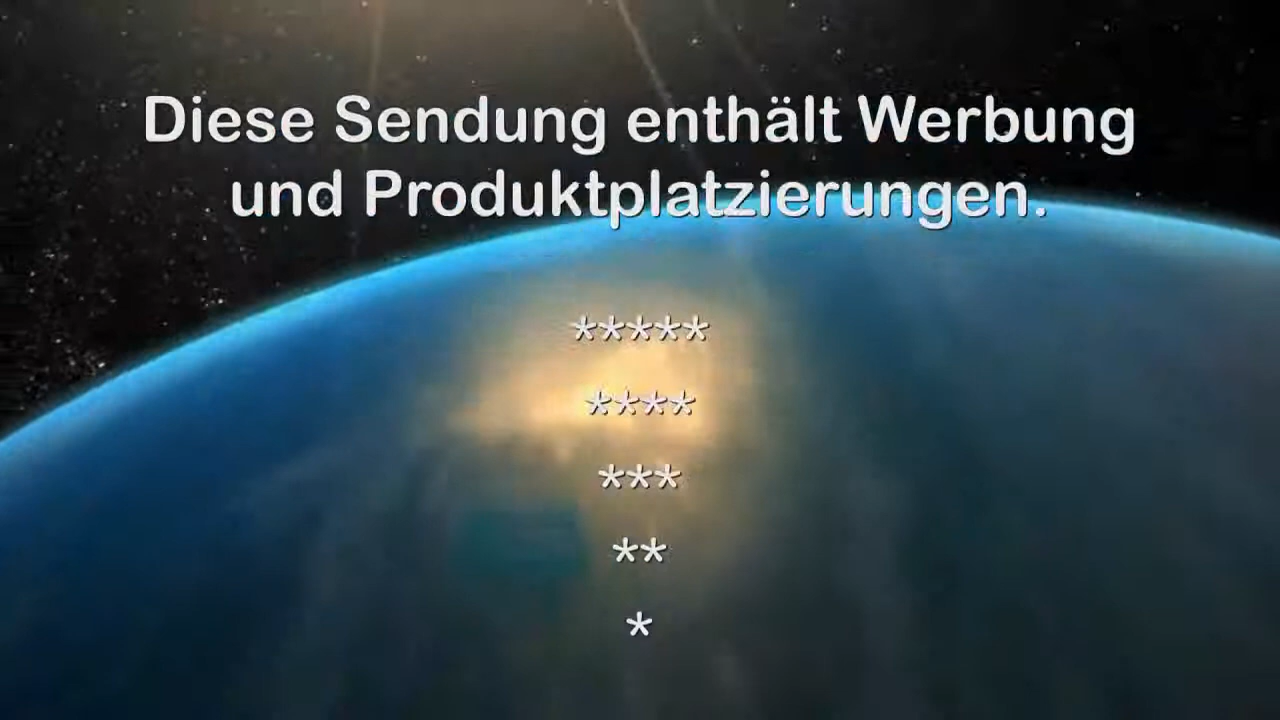 Diese Sendung enthält Werbung
und Produktplatzierungen.
*****
****
***
**
*